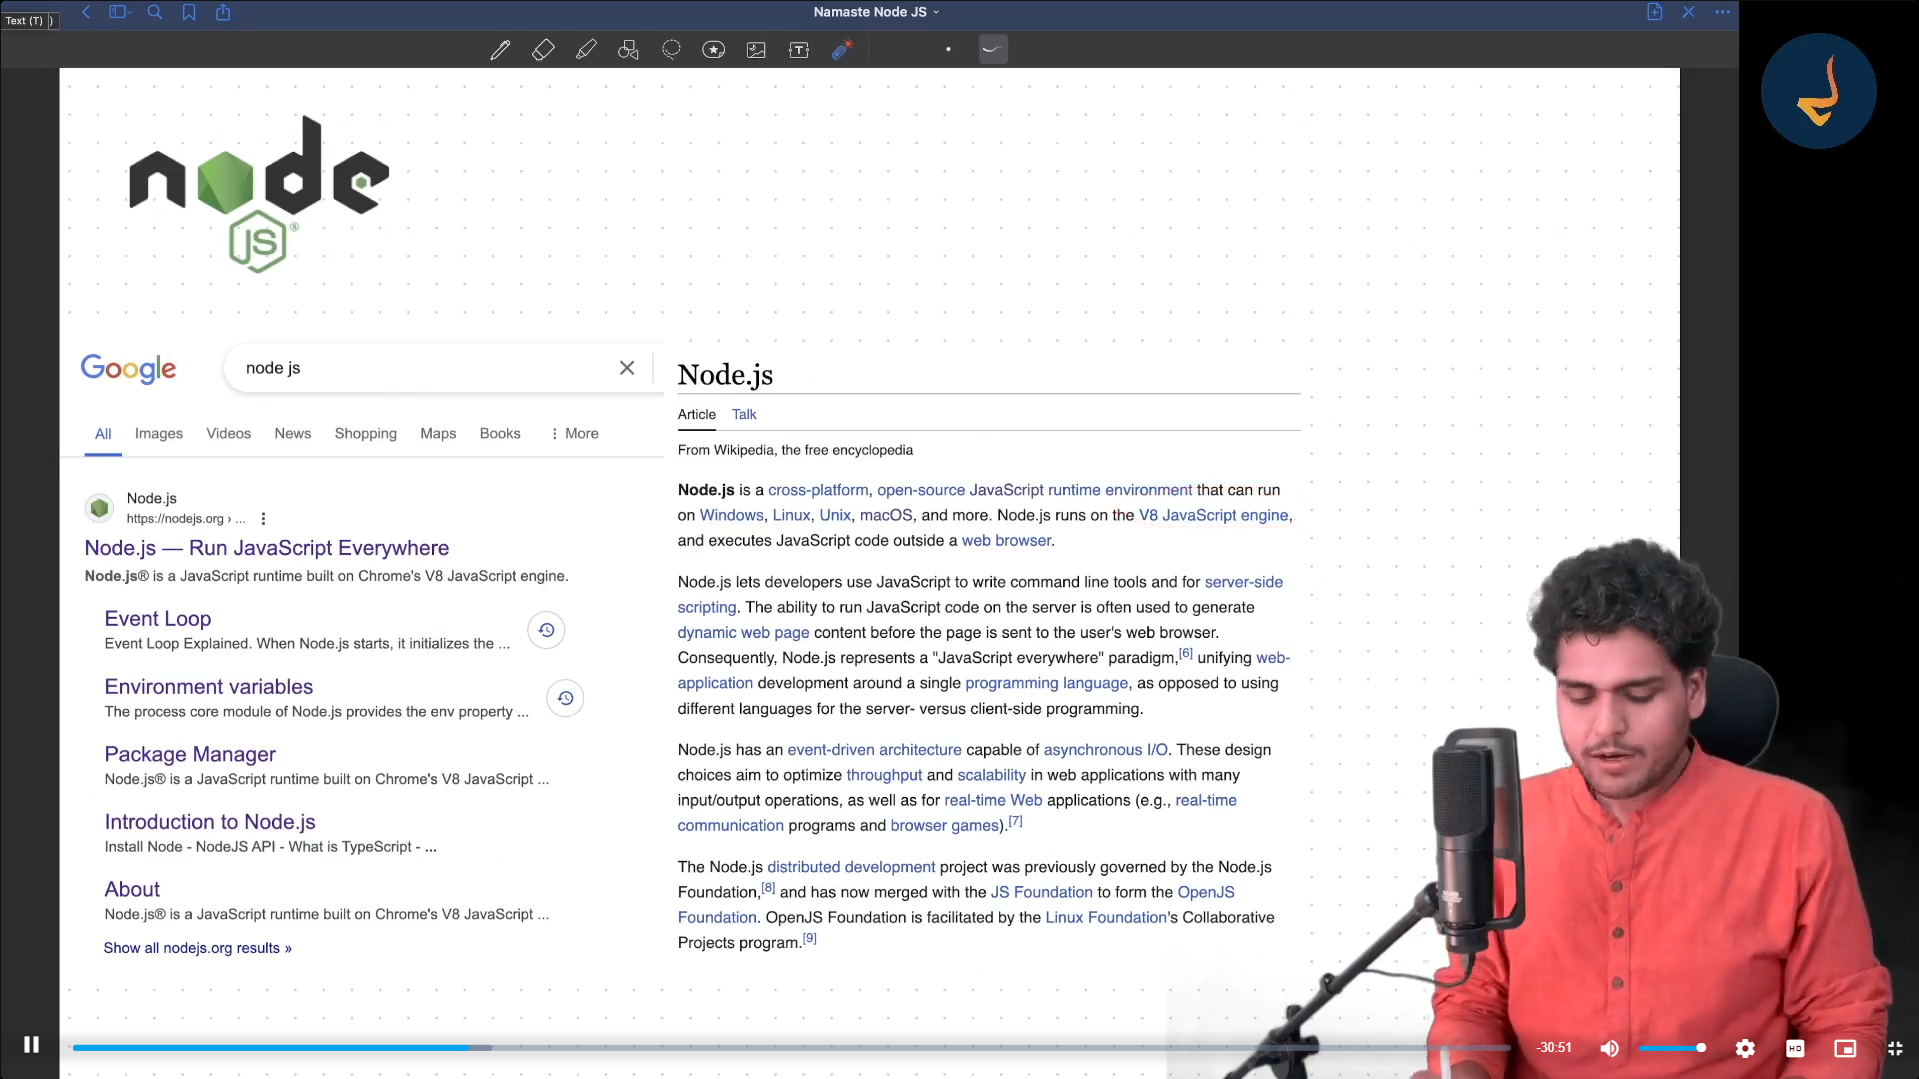 Text (T)
Namaste Node JS
node
JS
Google
node js
All Images Videos News Shopping Maps Books More
Node.js
https://nodejs.org › ...
Node.js — Run JavaScript Everywhere
Node.js® is a JavaScript runtime built on Chrome's V8 JavaScript engine.
Event Loop
Event Loop Explained. When Node.js starts, it initializes the ...
Environment variables
The process core module of Node.js provides the env property ...
Package Manager
Node.js® is a JavaScript runtime built on Chrome's V8 JavaScript ...
Introduction to Node.js
Install Node - NodeJS API - What is TypeScript - ...
About
Node.js® is a JavaScript runtime built on Chrome's V8 JavaScript ...
Show all nodejs.org results »
Node.js
Article Talk
From Wikipedia, the free encyclopedia
Node.js is a cross-platform, open-source JavaScript runtime environment that can run
on Windows, Linux, Unix, macOS, and more. Node.js runs on the V8 JavaScript engine,
and executes JavaScript code outside a web browser.
Node.js lets developers use JavaScript to write command line tools and for server-side
scripting. The ability to run JavaScript code on the server is often used to generate
dynamic web page content before the page is sent to the user's web browser.
Consequently, Node.js represents a "JavaScript everywhere" paradigm,[6] unifying web-
application development around a single programming language, as opposed to using
different languages for the server- versus client-side programming.
Node.js has an event-driven architecture capable of asynchronous I/O. These design
choices aim to optimize throughput and scalability in web applications with many
input/output operations, as well as for real-time Web applications (e.g., real-time
communication programs and browser games).[7]
The Node.js distributed development project was previously governed by the Node.js
Foundation,[8] and has now merged with the JS Foundation to form the OpenJS
Foundation. OpenJS Foundation is facilitated by the Linux Foundation's Collaborative
Projects program.[9]
-30:51
HD